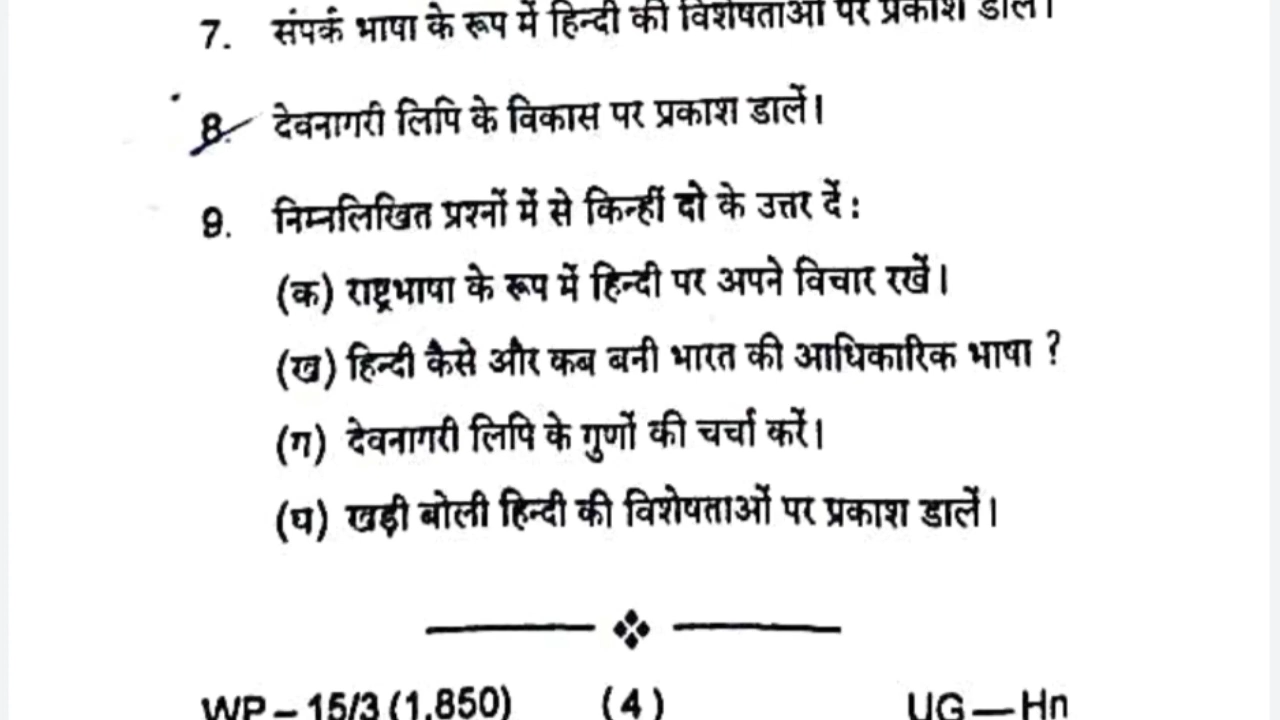 7. संपर्क भाषा के रूप में हिन्दी की विशेषताओं पर प्रकाश डालें।
8. देवनागरी लिपि के विकास पर प्रकाश डालें।
9. निम्नलिखित प्रश्नों में से किन्हीं दो के उत्तर दें :
(क) राष्ट्रभाषा के रूप में हिन्दी पर अपने विचार रखें।
(ख) हिन्दी कैसे और कब बनी भारत की आधिकारिक भाषा ?
(ग) देवनागरी लिपि के गुणों की चर्चा करें।
(घ) खड़ी बोली हिन्दी की विशेषताओं पर प्रकाश डालें।
WP – 15/3 (1,850) (4) UG — Hn